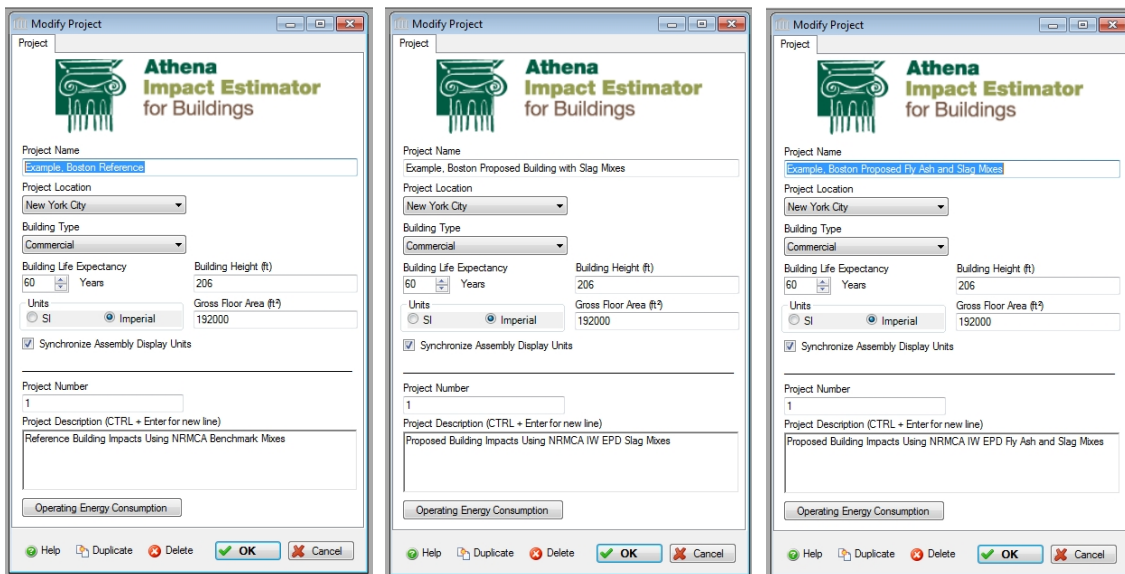 Modify Project
Project
Athena
Impact Estimator
for Buildings
Project Name
Example, Boston Reference
Project Location
New York City
Building Type
Commercial
Building Life Expectancy
Building Height (ft)
60 Years
206
Units
Gross Floor Area (ft²)
SI Imperial
192000
Synchronize Assembly Display Units
Project Number
1
Project Description (CTRL + Enter for new line)
Reference Building Impacts Using NRMCA Benchmark Mixes
Operating Energy Consumption
Help Duplicate Delete OK Cancel
Modify Project
Project
Athena
Impact Estimator
for Buildings
Project Name
Example, Boston Proposed Building with Slag Mixes
Project Location
New York City
Building Type
Commercial
Building Life Expectancy
Building Height (ft)
60 Years
206
Units
Gross Floor Area (ft²)
SI Imperial
192000
Synchronize Assembly Display Units
Project Number
1
Project Description (CTRL + Enter for new line)
Proposed Building Impacts Using NRMCA IW EPD Slag Mixes
Operating Energy Consumption
Help Duplicate Delete OK Cancel
Modify Project
Project
Athena
Impact Estimator
for Buildings
Project Name
Example, Boston Proposed Fly Ash and Slag Mixes
Project Location
New York City
Building Type
Commercial
Building Life Expectancy
Building Height (ft)
60 Years
206
Units
Gross Floor Area (ft²)
SI Imperial
192000
Synchronize Assembly Display Units
Project Number
1
Project Description (CTRL + Enter for new line)
Proposed Building Impacts Using NRMCA IW EPD Fly Ash and Slag Mixes
Operating Energy Consumption
Help Duplicate Delete OK Cancel